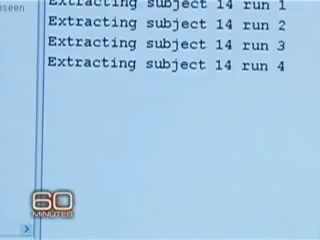 useen
Extracting subject 14 run 1
Extracting subject 14 run 2
Extracting subject 14 run 3
Extracting subject 14 run 4
60
MINUTES